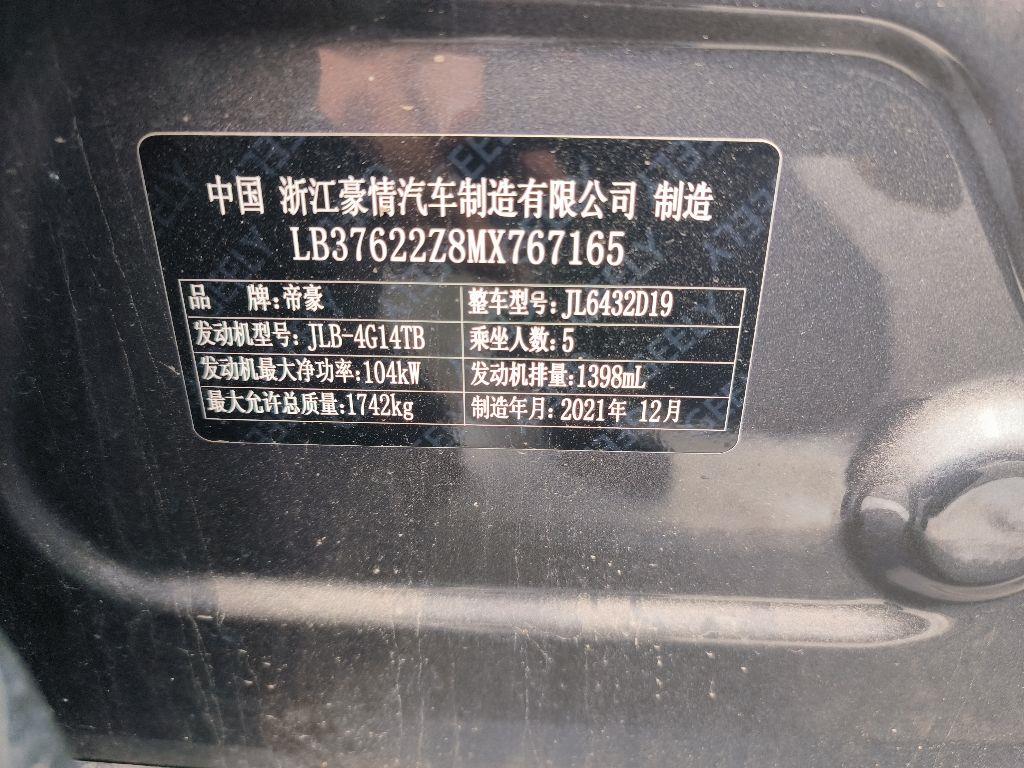 中国 浙江豪情汽车制造有限公司 制造
LB37622Z8MX767165
品 牌:帝豪 整车型号:JL6432D19
发动机型号:JLB-4G14TB 乘坐人数:5
发动机最大净功率:104kW 发动机排量:1398mL
最大允许总质量:1742kg 制造年月:2021年 12月